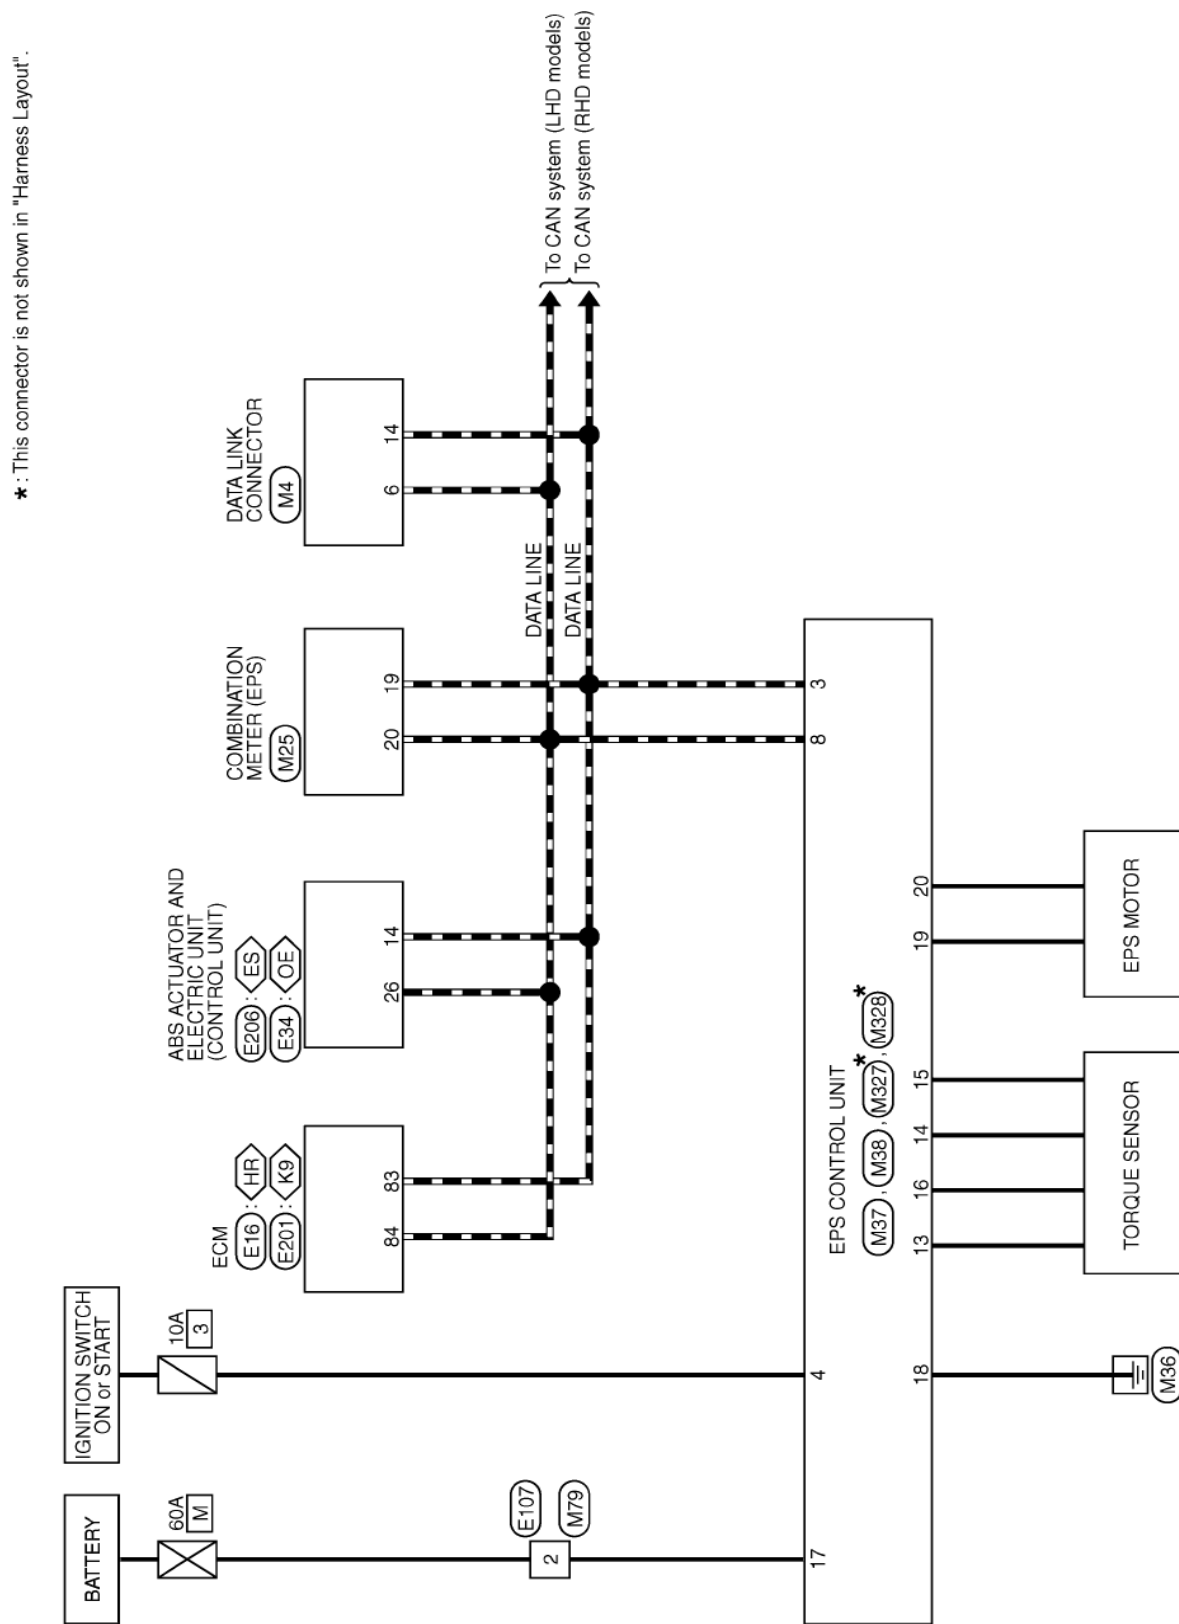 *: This connector is not shown in "Harness Layout".
BATTERY
60A
M
E107
2
M79
17
IGNITION SWITCH
ON or START
10A
3
4
ECM
E16 : HR
E201 : K9
84
83
ABS ACTUATOR AND
ELECTRIC UNIT
(CONTROL UNIT)
E206 : ES
E34 : OE
26
14
COMBINATION
METER (EPS)
M25
20
19
DATA LINK
CONNECTOR
M4
6
14
DATA LINE
DATA LINE
To CAN system (LHD models)
To CAN system (RHD models)
8
3
EPS CONTROL UNIT
M37 , M38 , M327* , M328*
18
13
16
14
15
19
20
M36
TORQUE SENSOR
EPS MOTOR